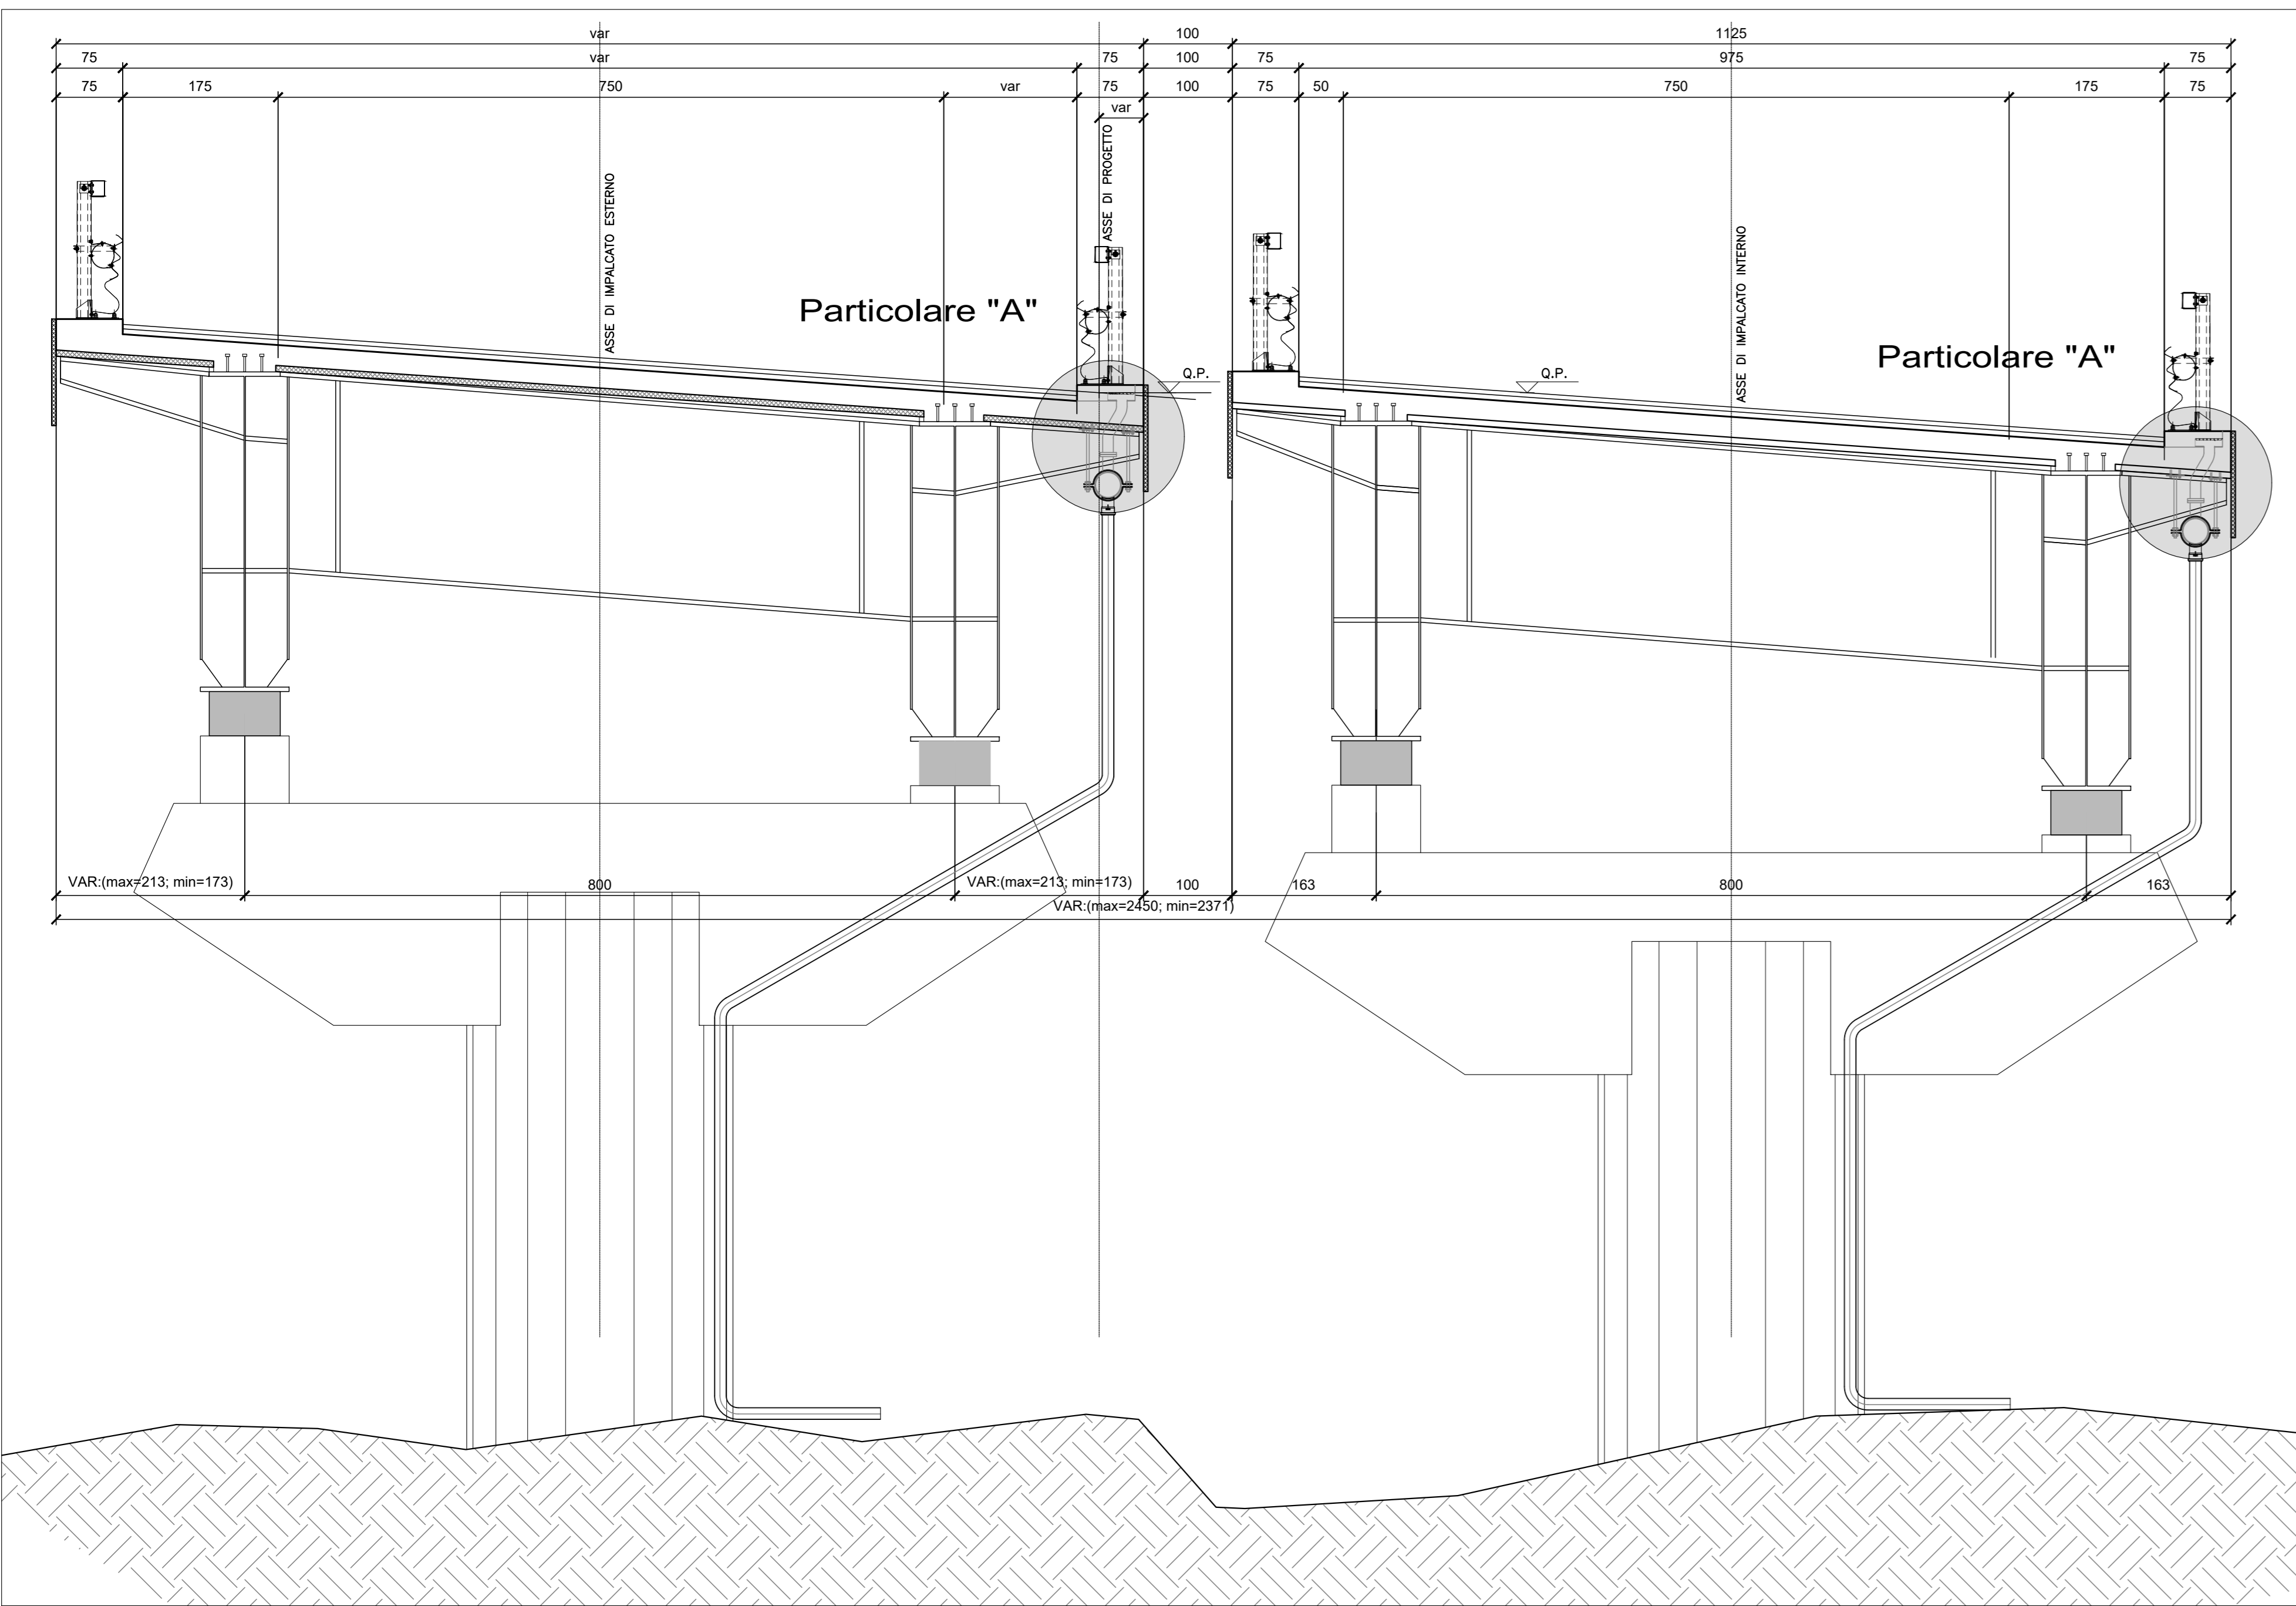 var 100 1125
75 var 75 100 75 975 75
75 175 750 var 75 100 75 50 750 175 75
var
ASSE DI IMPALCATO ESTERNO
ASSE DI PROGETTO
ASSE DI IMPALCATO INTERNO
Particolare "A"
Particolare "A"
Q.P.
Q.P.
VAR:(max=213; min=173) 800 VAR:(max=213; min=173) 100 163 800 163
VAR:(max=2450; min=2371)